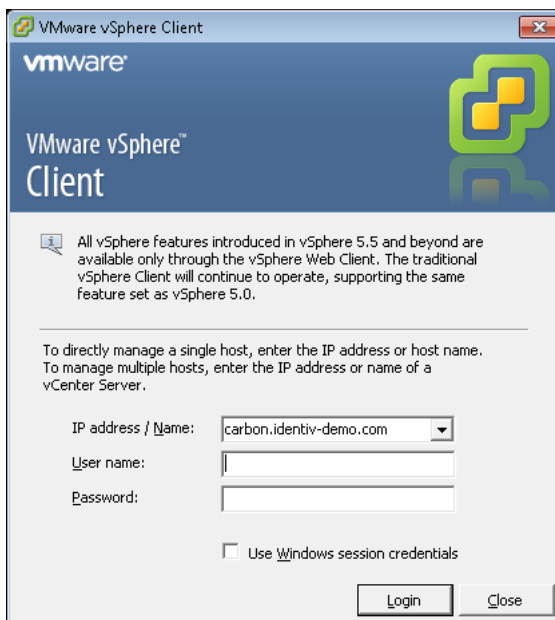 VMware vSphere Client
vmware®
VMware vSphere™
Client
All vSphere features introduced in vSphere 5.5 and beyond are
available only through the vSphere Web Client. The traditional
vSphere Client will continue to operate, supporting the same
feature set as vSphere 5.0.
To directly manage a single host, enter the IP address or host name.
To manage multiple hosts, enter the IP address or name of a
vCenter Server.
IP address / Name: carbon.identiv-demo.com
User name:
Password:
Use Windows session credentials
Login Close